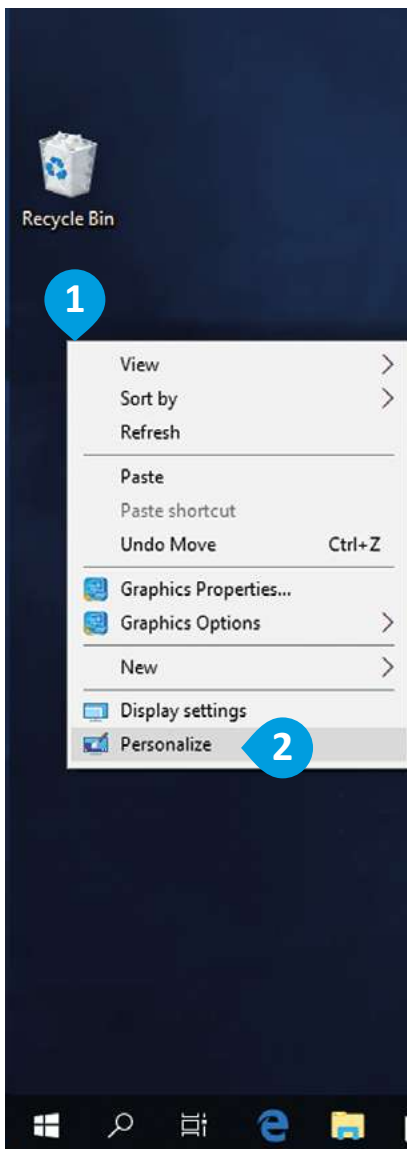 Recycle Bin
1
View
Sort by
Refresh
Paste
Paste shortcut
Undo Move Ctrl+Z
Graphics Properties...
Graphics Options
New
Display settings
Personalize 2